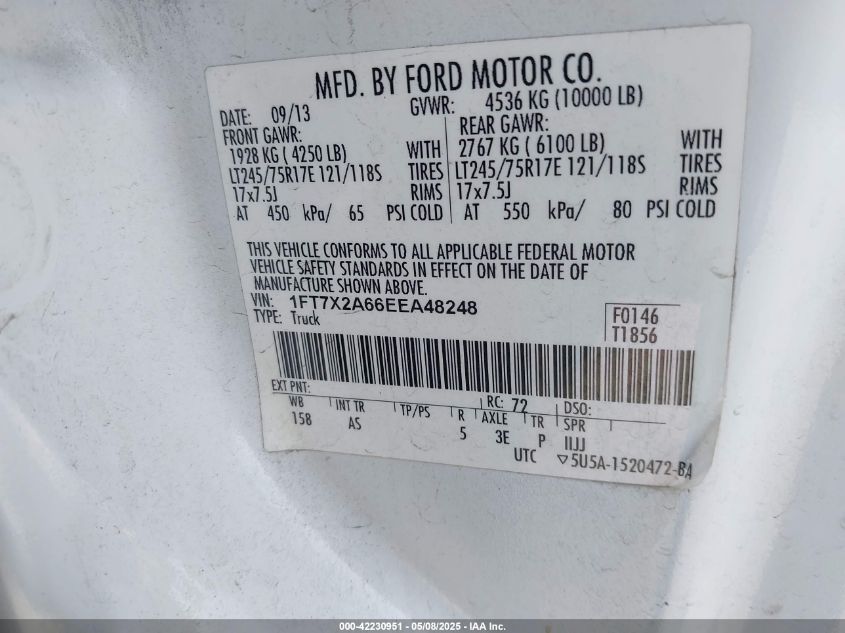 MFD. BY FORD MOTOR CO.
DATE: 09/13 GVWR: 4536 KG (10000 LB)
FRONT GAWR: REAR GAWR:
1928 KG ( 4250 LB) WITH 2767 KG ( 6100 LB) WITH
LT245/75R17E 121/118S TIRES LT245/75R17E 121/118S TIRES
17x7.5J RIMS 17x7.5J RIMS
AT 450 kPa/ 65 PSI COLD AT 550 kPa/ 80 PSI COLD
THIS VEHICLE CONFORMS TO ALL APPLICABLE FEDERAL MOTOR
VEHICLE SAFETY STANDARDS IN EFFECT ON THE DATE OF
MANUFACTURE SHOWN ABOVE.
VIN: 1FT7X2A66EEA48248 F0146
TYPE: Truck T1856
EXT PNT: RC: 72 DSO:
WB INT TR TP/PS R AXLE TR SPR
158 AS 5 3E P IIJJ
UTC ▽5U5A-1520472-BA
000-42230951 - 05/08/2025 - IAA Inc.